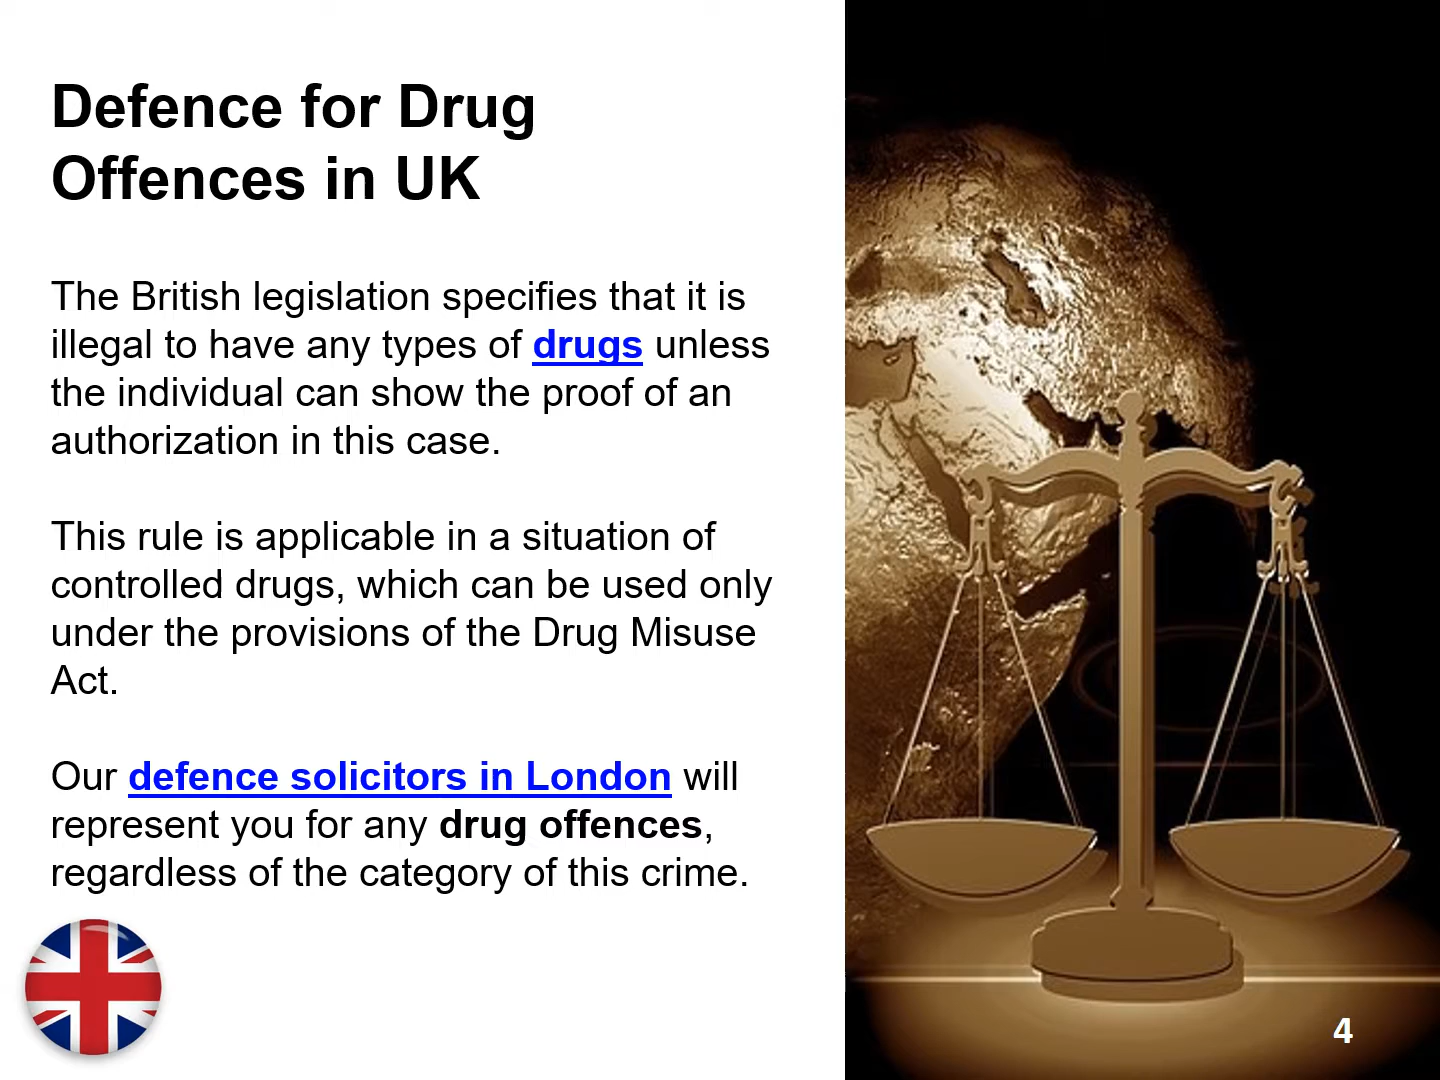 Defence for Drug
Offences in UK
The British legislation specifies that it is
illegal to have any types of drugs unless
the individual can show the proof of an
authorization in this case.
This rule is applicable in a situation of
controlled drugs, which can be used only
under the provisions of the Drug Misuse
Act.
Our defence solicitors in London will
represent you for any drug offences,
regardless of the category of this crime.
4